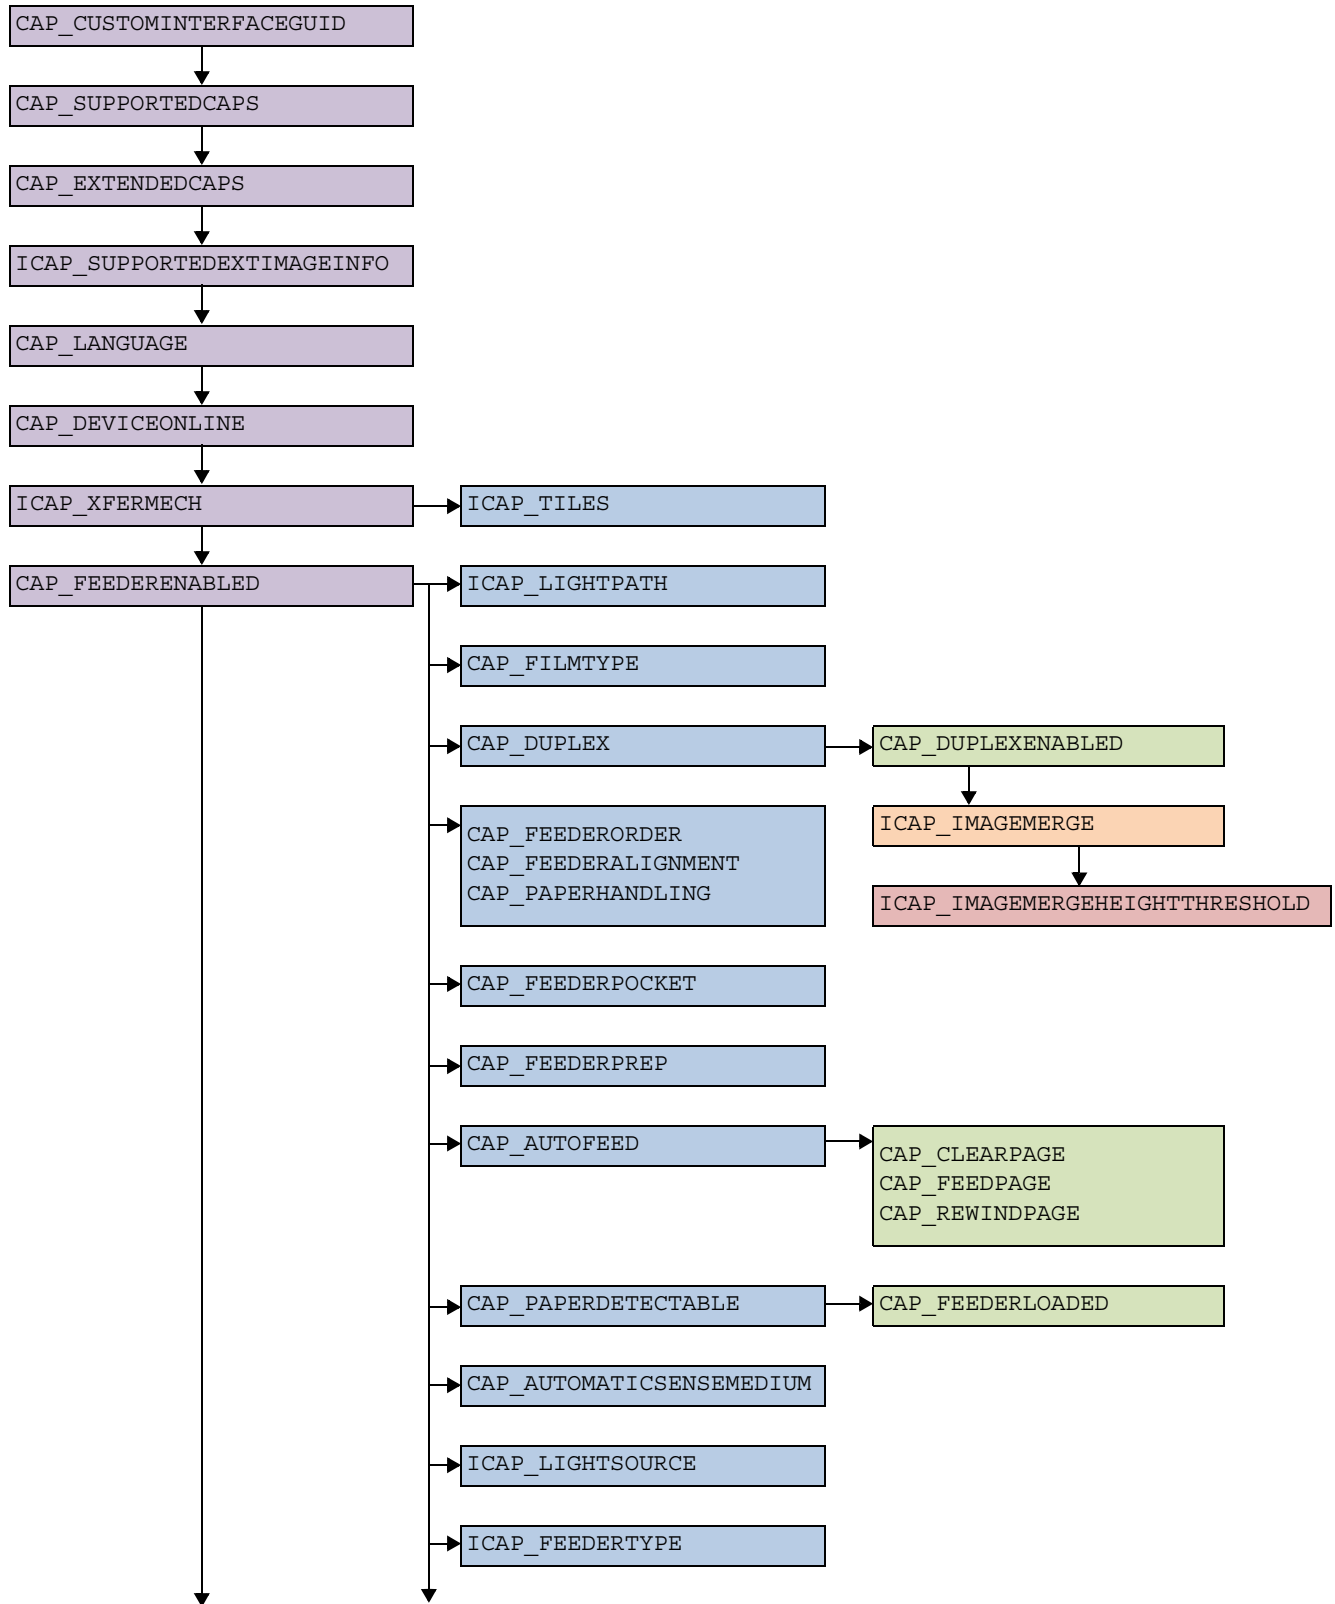 CAP_CUSTOMINTERFACEGUID
CAP_SUPPORTEDCAPS
CAP_EXTENDEDCAPS
ICAP_SUPPORTEDEXTIMAGEINFO
CAP_LANGUAGE
CAP_DEVICEONLINE
ICAP_XFERMECH
ICAP_TILES
CAP_FEEDERENABLED
ICAP_LIGHTPATH
CAP_FILMTYPE
CAP_DUPLEX
CAP_DUPLEXENABLED
ICAP_IMAGEMERGE
ICAP_IMAGEMERGEHEIGHTTHRESHOLD
CAP_FEEDERORDER
CAP_FEEDERALIGNMENT
CAP_PAPERHANDLING
CAP_FEEDERPOCKET
CAP_FEEDERPREP
CAP_AUTOFEED
CAP_CLEARPAGE
CAP_FEEDPAGE
CAP_REWINDPAGE
CAP_PAPERDETECTABLE
CAP_FEEDERLOADED
CAP_AUTOMATICSENSEMEDIUM
ICAP_LIGHTSOURCE
ICAP_FEEDERTYPE